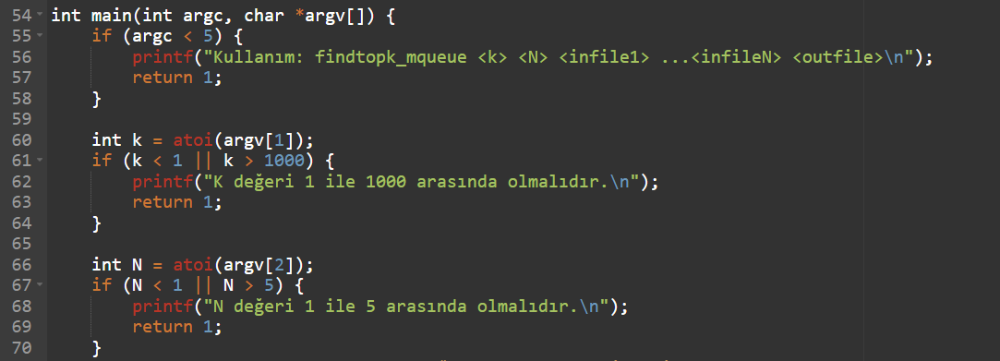 54 int main(int argc, char *argv[]) {
55 if (argc < 5) {
56 printf("Kullanım: findtopk_mqueue <k> <N> <infile1> ...<infileN> <outfile>\n");
57 return 1;
58 }
59
60 int k = atoi(argv[1]);
61 if (k < 1 || k > 1000) {
62 printf("K değeri 1 ile 1000 arasında olmalıdır.\n");
63 return 1;
64 }
65
66 int N = atoi(argv[2]);
67 if (N < 1 || N > 5) {
68 printf("N değeri 1 ile 5 arasında olmalıdır.\n");
69 return 1;
70 }